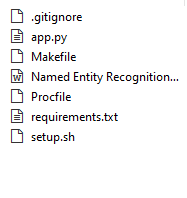 .gitignore
app.py
Makefile
Named Entity Recognition...
Procfile
requirements.txt
setup.sh